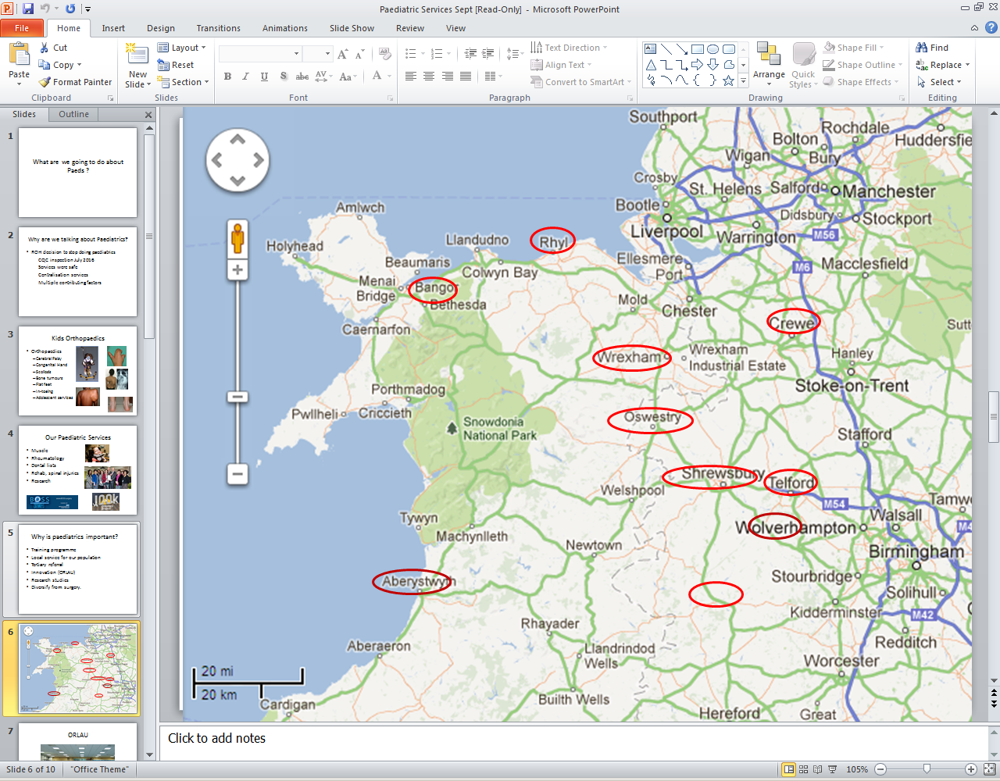 Paediatric Services Sept [Read-Only] - Microsoft PowerPoint
File Home Insert Design Transitions Animations Slide Show Review View
Paste
Cut
Copy
Format Painter
Clipboard
New Slide
Layout
Reset
Section
Slides
B I U S abc AV Aa A
Font
Text Direction
Align Text
Convert to SmartArt
Paragraph
Arrange
Quick Styles
Shape Fill
Shape Outline
Shape Effects
Drawing
Find
Replace
Select
Editing
Slides Outline
1
What are we going to do about
Paeds ?
2
Why are we talking about Paediatrics?
ROH decision to stop doing paediatrics
CQC inspection July 2018
Services were safe
Centralisation services
Multiple contributing factors
3
Kids Orthopaedics
Orthopaedics
Cerebral Palsy
Congenital Hand
Scoliosis
Bone tumours
Flat feet
In-toeing
Adolescent services
4
Our Paediatric Services
Muscle
Rheumatology
Dental lists
Rehab, spinal injuries
Research
BOSS
100k
5
Why is paediatrics important?
Training programme
Local service for our population
Tertiary referral
Innovation (ORLAU)
Research studies
Diversify from surgery.
6
7
ORLAU
Southport
Rochdale
Bolton
Huddersfie
Wigan
Bury
Crosby
St. Helens
Salford
Manchester
Bootle
Didsbury
Stockport
Amlwch
Liverpool
Warrington
M56
Holyhead
Llandudno
Rhyl
Beaumaris
Colwyn Bay
Ellesmere
Port
M6
Macclesfield
Menai
Bridge
Bangor
Bethesda
Mold
Chester
Caernarfon
Crewe
Sutt
Wrexham
Wrexham
Industrial Estate
Hanley
Stoke-on-Trent
Porthmadog
Pwllheli
Criccieth
Oswestry
Snowdonia
National Park
Stafford
Shrewsbury
Telford
Welshpool
M54
Tamw
Tywyn
Machynlleth
Wolverhampton
Walsall
M4
Newtown
Birmingham
Aberystwyth
Stourbridge
Solihull
Kidderminster
M42
Rhayader
Redditch
Aberaeron
Llandrindod
Wells
Worcester
20 mi
20 km
Cardigan
Builth Wells
Hereford
Great
Click to add notes
Slide 6 of 10 "Office Theme" 105%